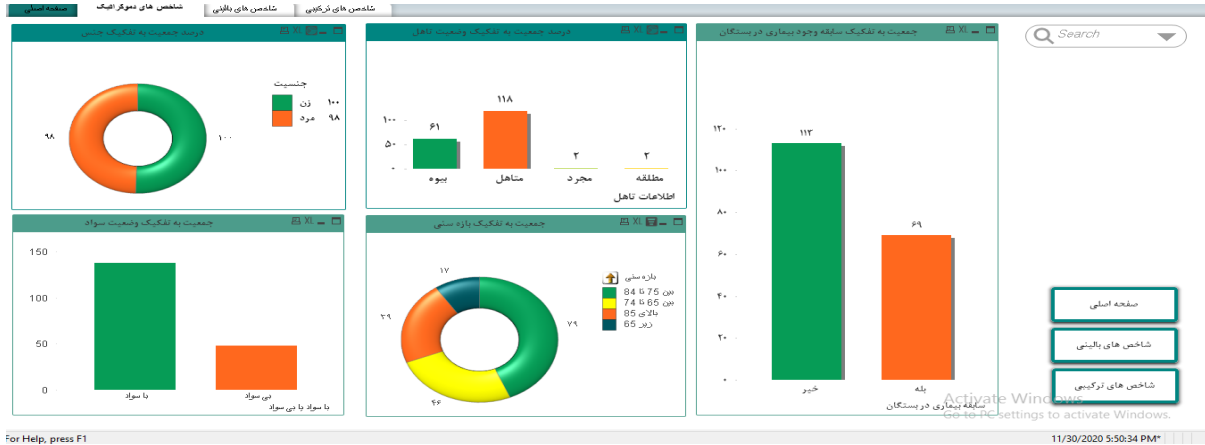 صفحه اصلی
شاخص های دموگرافیک
شاخص های بالینی
شاخص های ترکیبی
درصد جمعیت به تفکیک جنس
XL
جنسیت
۱۰۰ زن
۹۸ مرد
۹۸
۱۰۰
درصد جمعیت به تفکیک وضعیت تاهل
XL
۱۰۰
۵۰
۰
۶۱
۱۱۸
۲
۲
بیوه
متاهل
مجرد
مطلقه
اطلاعات تاهل
جمعیت به تفکیک سابقه وجود بیماری در بستگان
XL
۱۲۰
۱۰۰
۸۰
۶۰
۴۰
۲۰
۰
۱۱۳
۶۹
خیر
بله
سابقه بیماری در بستگان
Search
جمعیت به تفکیک وضعیت سواد
XL
150
100
50
0
با سواد
بی سواد
با سواد یا بی سواد
جمعیت به تفکیک بازه سنی
XL
بازه سنی
بین 75 تا 84
بین 65 تا 74
بالای 85
زیر 65
۱۷
۲۹
۷۹
۴۶
صفحه اصلی
شاخص های بالینی
شاخص های ترکیبی
Activate Windows
Go to PC settings to activate Windows.
For Help, press F1
11/30/2020 5:50:34 PM*